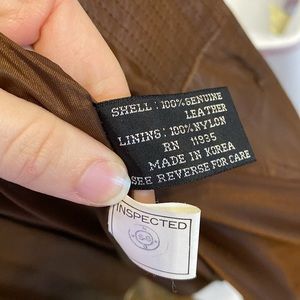 SHELL: 100% GENUINE
LEATHER
LINING: 100% NYLON
RN 11935
MADE IN KOREA
SEE REVERSE FOR CARE
INSPECTED